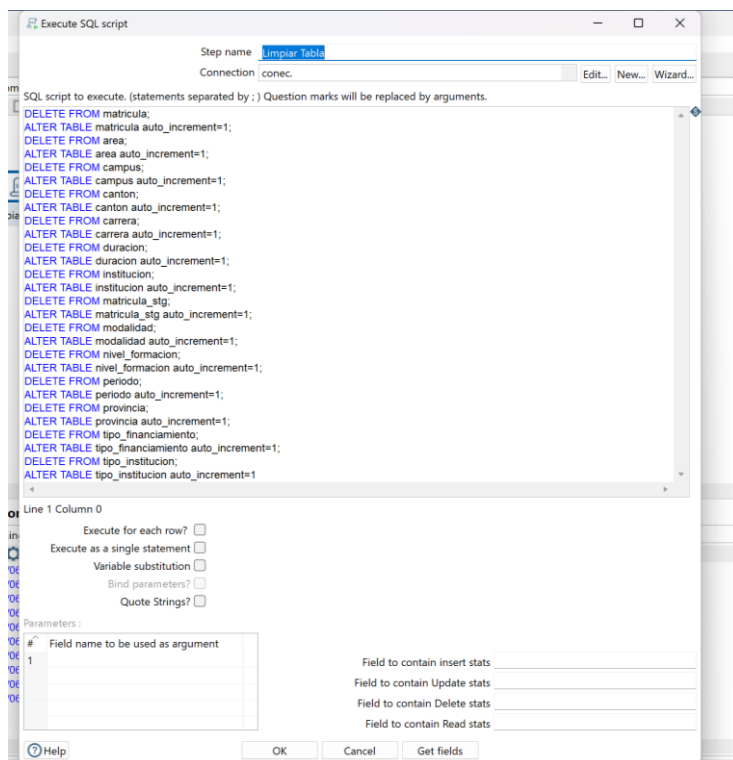 Execute SQL script
Step name Limpiar Tabla
Connection conec. Edit... New... Wizard...
SQL script to execute. (statements separated by ; ) Question marks will be replaced by arguments.
DELETE FROM matricula;
ALTER TABLE matricula auto_increment=1;
DELETE FROM area;
ALTER TABLE area auto_increment=1;
DELETE FROM campus;
ALTER TABLE campus auto_increment=1;
DELETE FROM canton;
ALTER TABLE canton auto_increment=1;
DELETE FROM carrera;
ALTER TABLE carrera auto_increment=1;
DELETE FROM duracion;
ALTER TABLE duracion auto_increment=1;
DELETE FROM institucion;
ALTER TABLE institucion auto_increment=1;
DELETE FROM matricula_stg;
ALTER TABLE matricula_stg auto_increment=1;
DELETE FROM modalidad;
ALTER TABLE modalidad auto_increment=1;
DELETE FROM nivel_formacion;
ALTER TABLE nivel_formacion auto_increment=1;
DELETE FROM periodo;
ALTER TABLE periodo auto_increment=1;
DELETE FROM provincia;
ALTER TABLE provincia auto_increment=1;
DELETE FROM tipo_financiamiento;
ALTER TABLE tipo_financiamiento auto_increment=1;
DELETE FROM tipo_institucion;
ALTER TABLE tipo_institucion auto_increment=1
Line 1 Column 0
Execute for each row?
Execute as a single statement
Variable substitution
Bind parameters?
Quote Strings?
Parameters :
# Field name to be used as argument
1
Field to contain insert stats
Field to contain Update stats
Field to contain Delete stats
Field to contain Read stats
Help OK Cancel Get fields